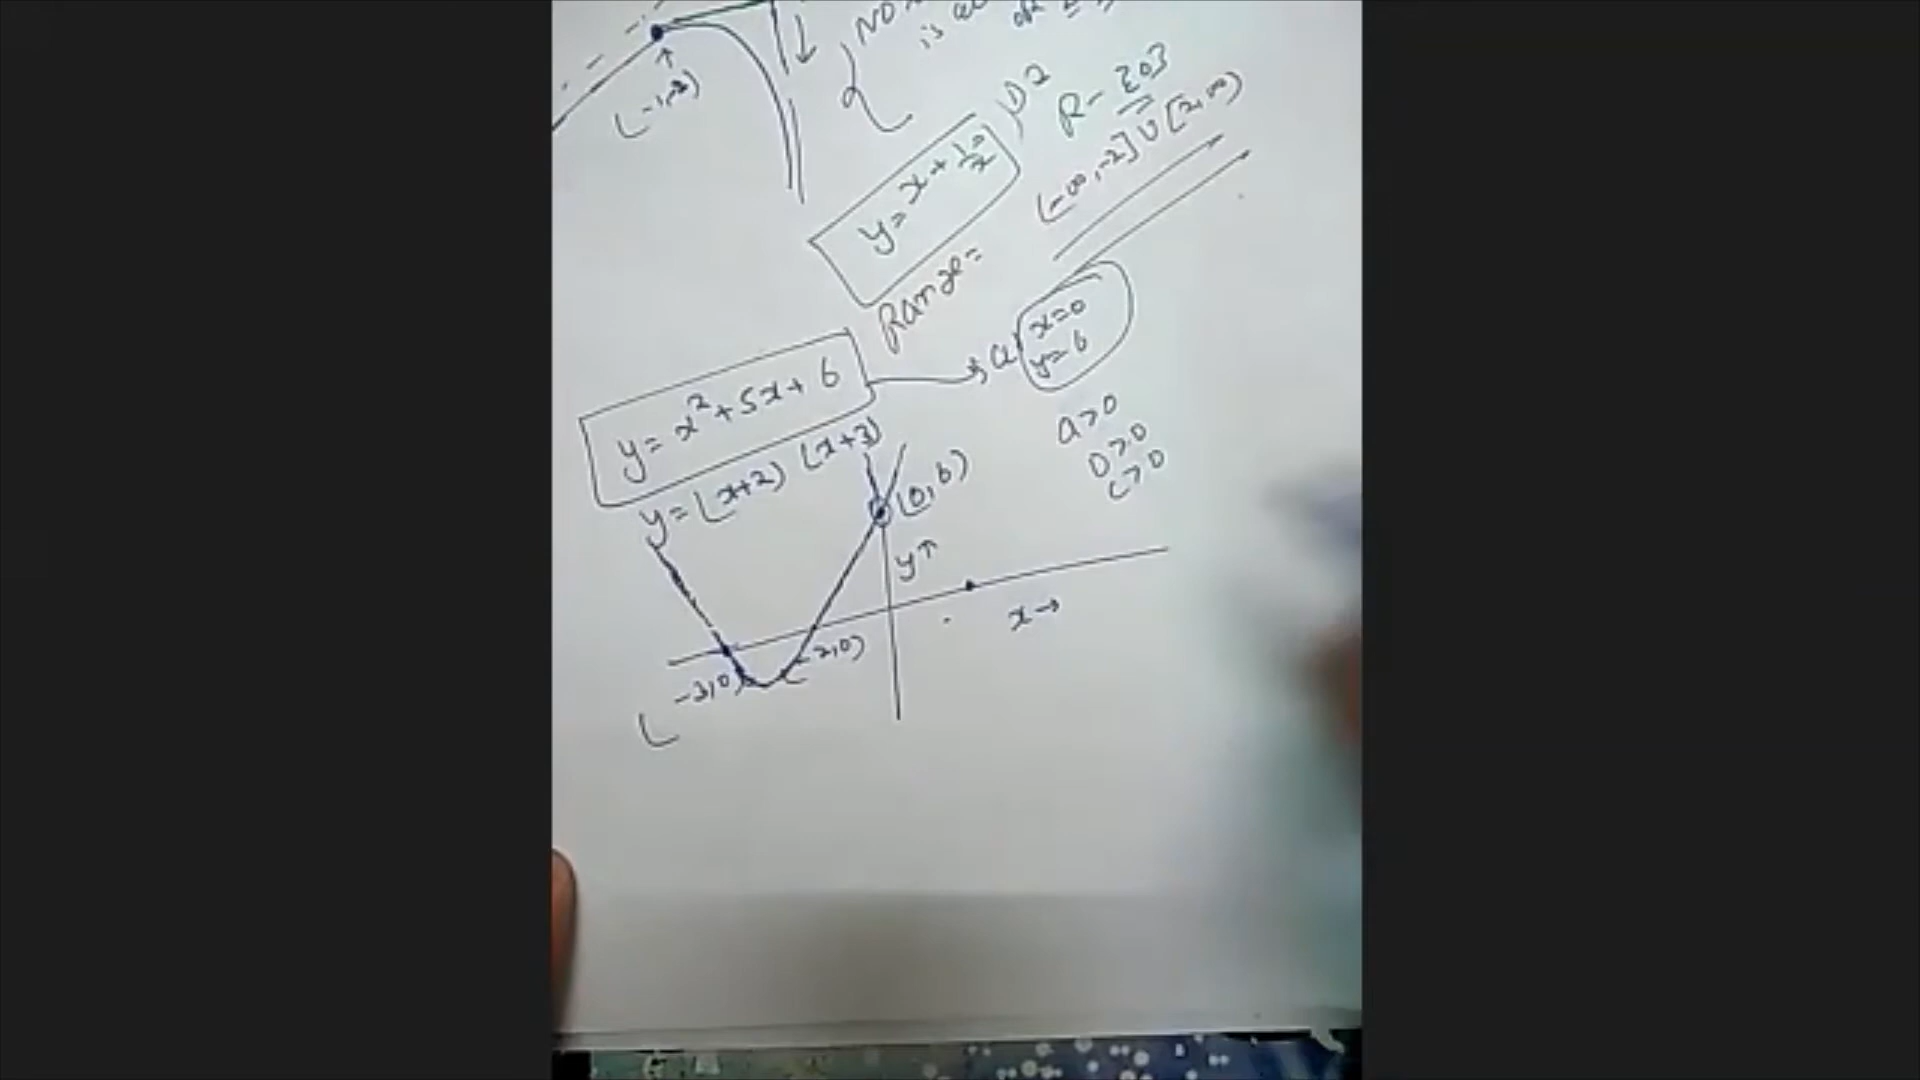 (-1,-2)
is
y = x + 1/x
R - {0}
Range =
(-∞, -2] ∪ [2, ∞)
y = x² + 5x + 6
x = 0
y = 6
y = (x+2) (x+3)
a > 0
D > 0
c > 0
(0, 6)
y ↑
x →
(-2, 0)
(-3, 0)